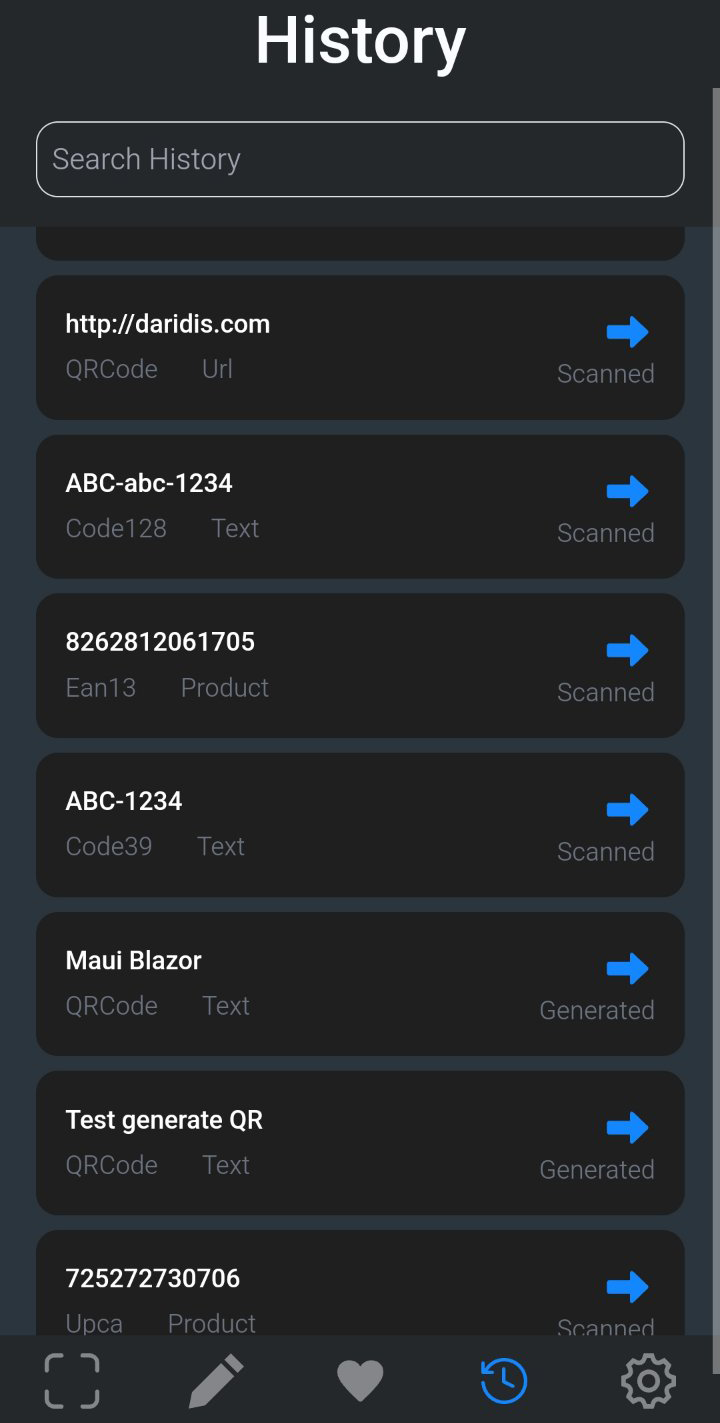 History
Search History
http://daridis.com
QRCode Url
Scanned
ABC-abc-1234
Code128 Text
Scanned
8262812061705
Ean13 Product
Scanned
ABC-1234
Code39 Text
Scanned
Maui Blazor
QRCode Text
Generated
Test generate QR
QRCode Text
Generated
725272730706
Upca Product
Scanned